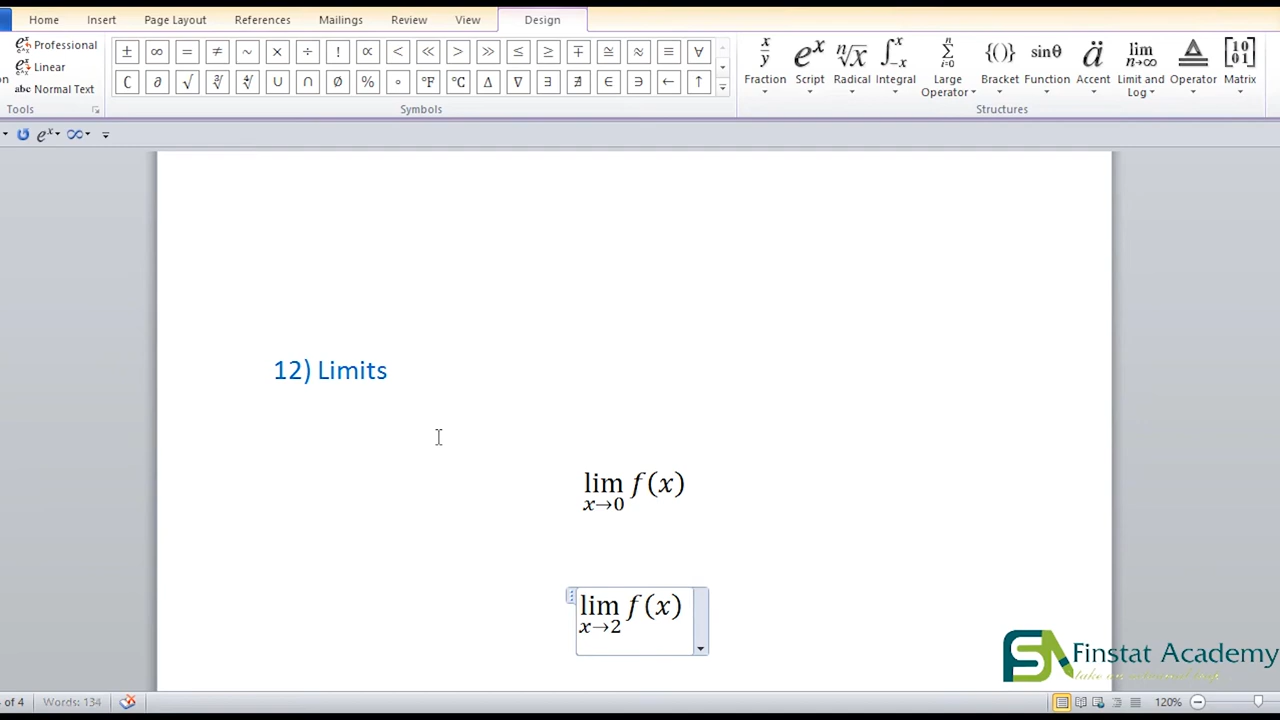 Home Insert Page Layout References Mailings Review View Design
Professional
Linear
abc Normal Text
Tools
± ∞ = ≠ ~ × ÷ ! ∝ < ≪ > ≫ ≤ ≥ ∓ ≅ ≈ ≡ ∀
∁ ∂ √ ∛ ∜ ∪ ∩ ∅ % ° °F °C ∆ ∇ ∃ ∄ ∈ ∋ ← ↑
Symbols
Fraction Script Radical Integral Large Operator Bracket Function Accent Limit and Log Operator Matrix
Structures
12) Limits
lim f(x)
x→0
lim f(x)
x→2
Finstat Academy
of 4 Words: 134 120%